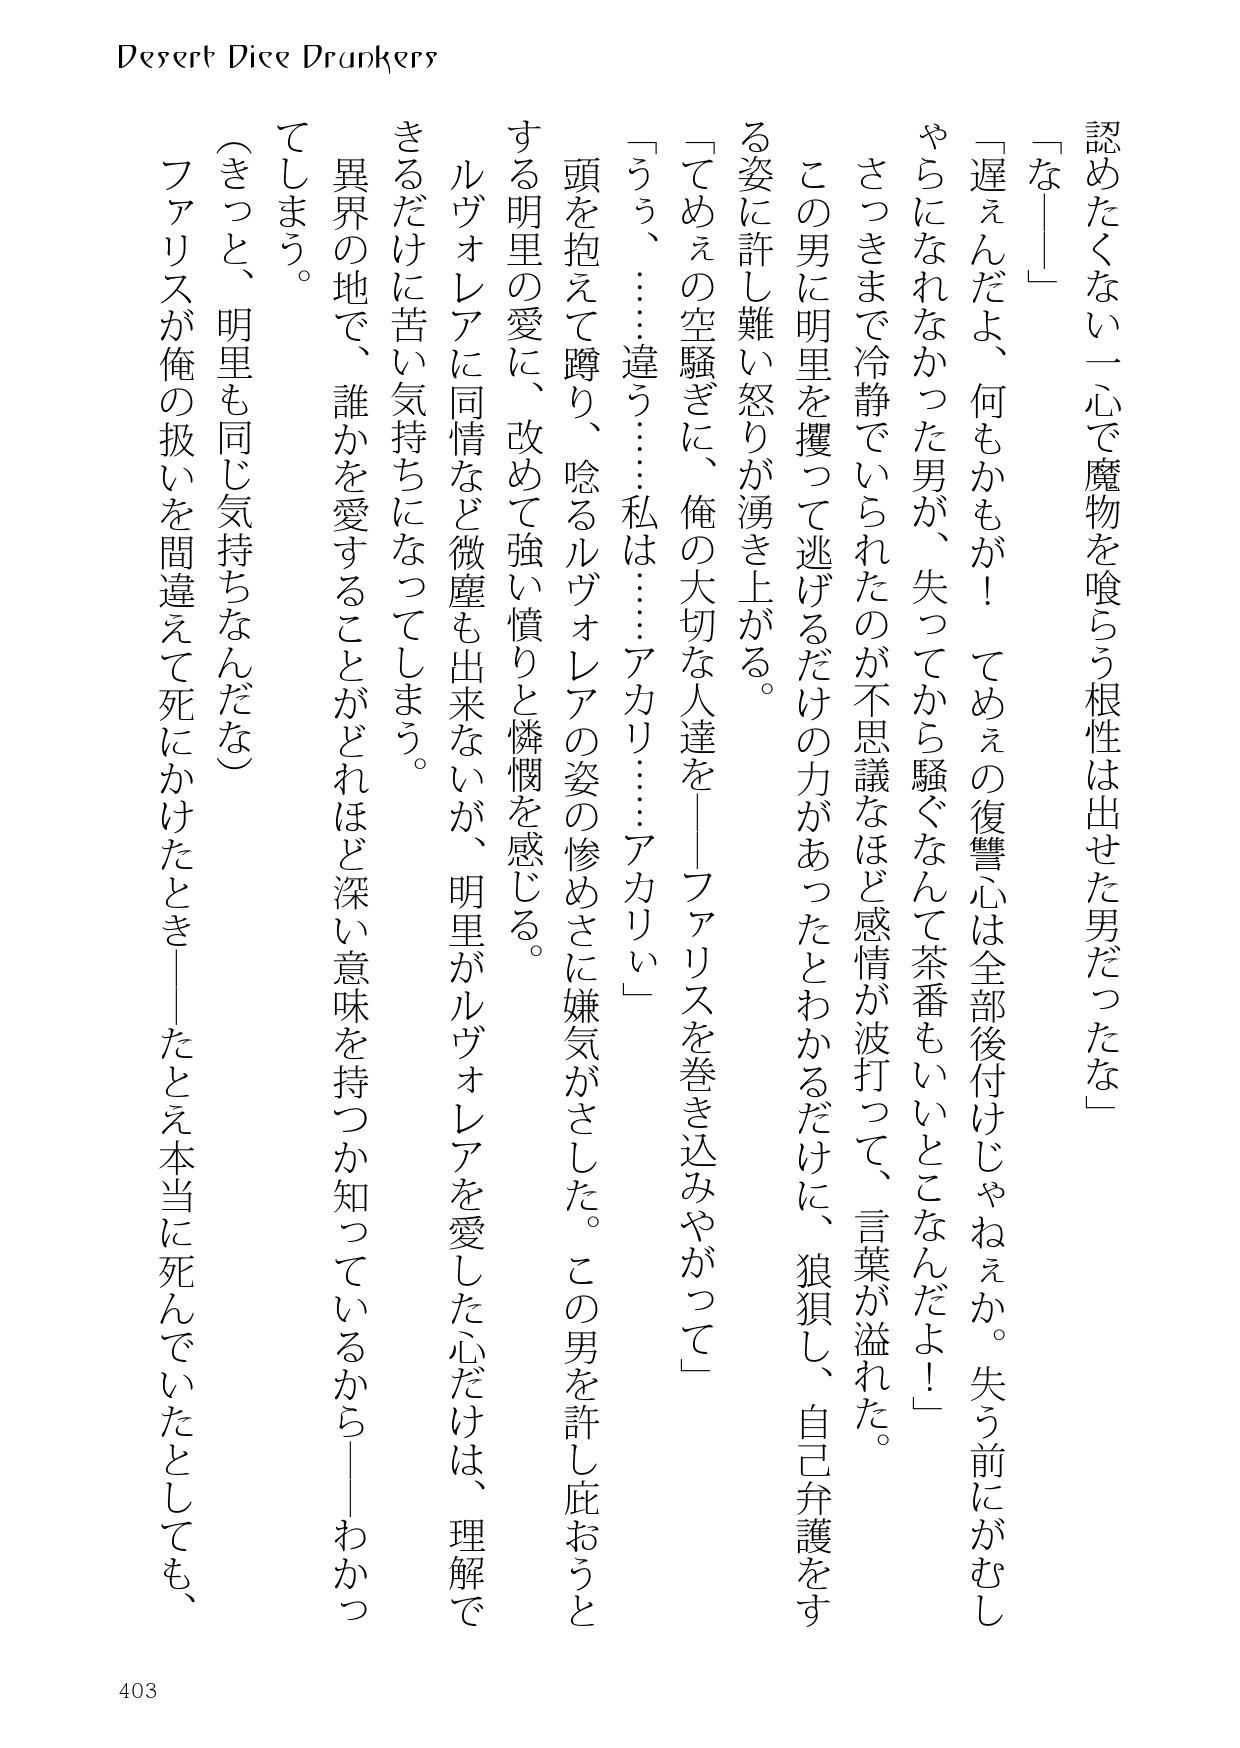 Desert Dice Drunkers
認めたくない一心で魔物を喰らう根性は出せた男だったな」
「な――」
「遅ぇんだよ、何もかもが！　てめぇの復讐心は全部後付けじゃねぇか。失う前にがむし
ゃらになれなかった男が、失ってから騒ぐなんて茶番もいいとこなんだよ！」
さっきまで冷静でいられたのが不思議なほど感情が波打って、言葉が溢れた。
この男に明里を攫って逃げるだけの力があったとわかるだけに、狼狽し、自己弁護をす
る姿に許し難い怒りが湧き上がる。
「てめぇの空騒ぎに、俺の大切な人達を――ファリスを巻き込みやがって」
「うぅ、……違う……私は……アカリ……アカリぃ」
頭を抱えて蹲り、唸るルヴォレアの姿の惨めさに嫌気がさした。この男を許し庇おうと
する明里の愛に、改めて強い憤りと憐憫を感じる。
ルヴォレアに同情など微塵も出来ないが、明里がルヴォレアを愛した心だけは、理解で
きるだけに苦い気持ちになってしまう。
異界の地で、誰かを愛することがどれほど深い意味を持つか知っているから――わかっ
てしまう。
（きっと、明里も同じ気持ちなんだな）
ファリスが俺の扱いを間違えて死にかけたとき――たとえ本当に死んでいたとしても、
403